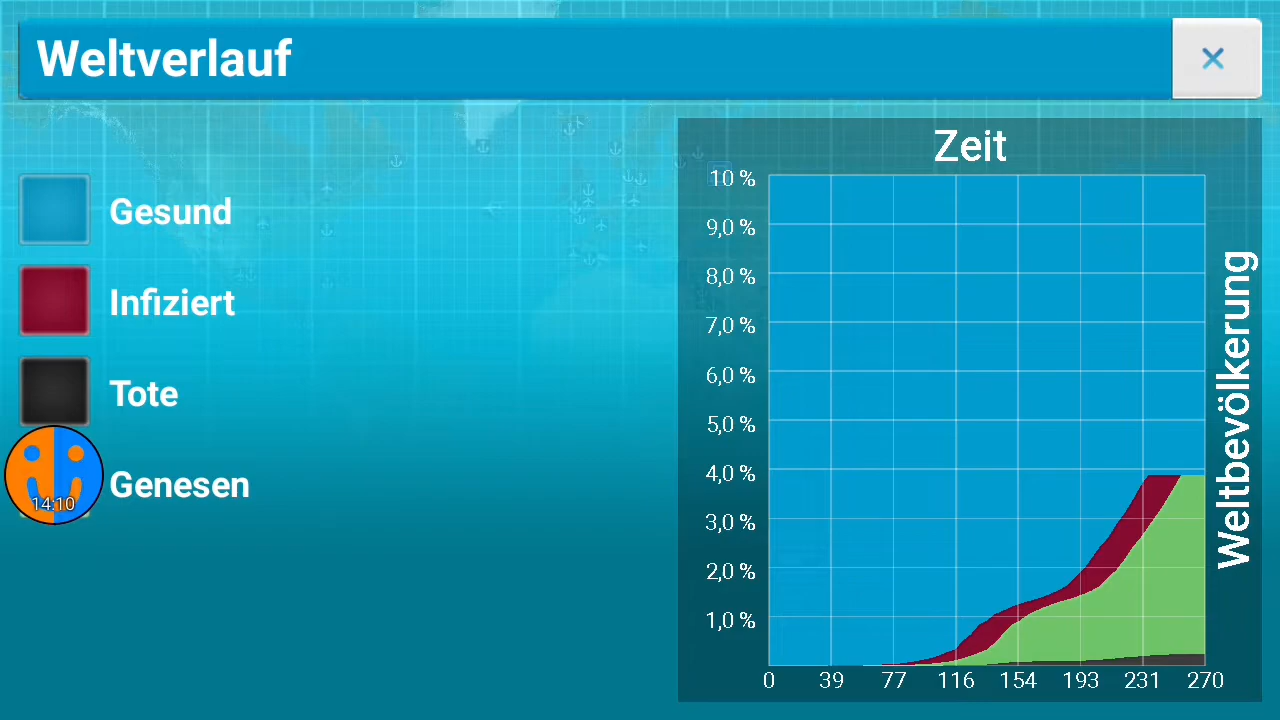 Weltverlauf
×
Gesund
Infiziert
Tote
14:10
Genesen
Zeit
10 %
9,0 %
8,0 %
7,0 %
6,0 %
5,0 %
4,0 %
3,0 %
2,0 %
1,0 %
0 39 77 116 154 193 231 270
Weltbevölkerung